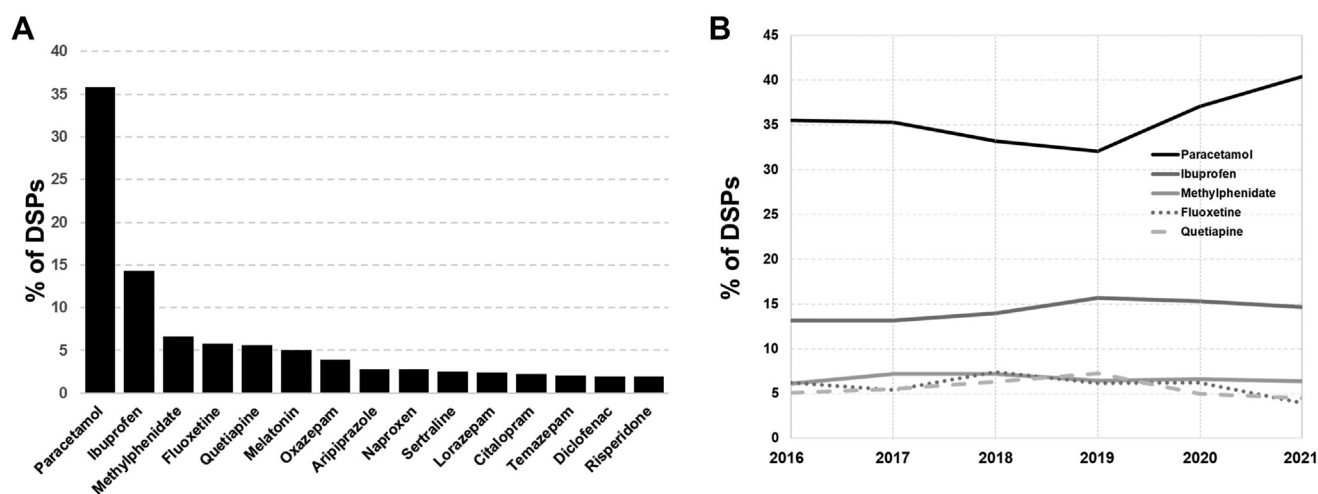 A
% of DSPs
40
35
30
25
20
15
10
5
0
Paracetamol
Ibuprofen
Methylphenidate
Fluoxetine
Quetiapine
Melatonin
Oxazepam
Aripiprazole
Naproxen
Sertraline
Lorazepam
Citalopram
Temazepam
Diclofenac
Risperidone
B
% of DSPs
45
40
35
30
25
20
15
10
5
0
Paracetamol
Ibuprofen
Methylphenidate
Fluoxetine
Quetiapine
2016 2017 2018 2019 2020 2021